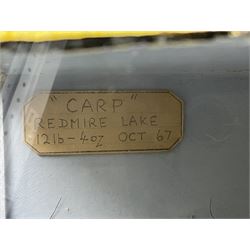 "CARP"
REDMIRE LAKE
12lb-4oz OCT 67